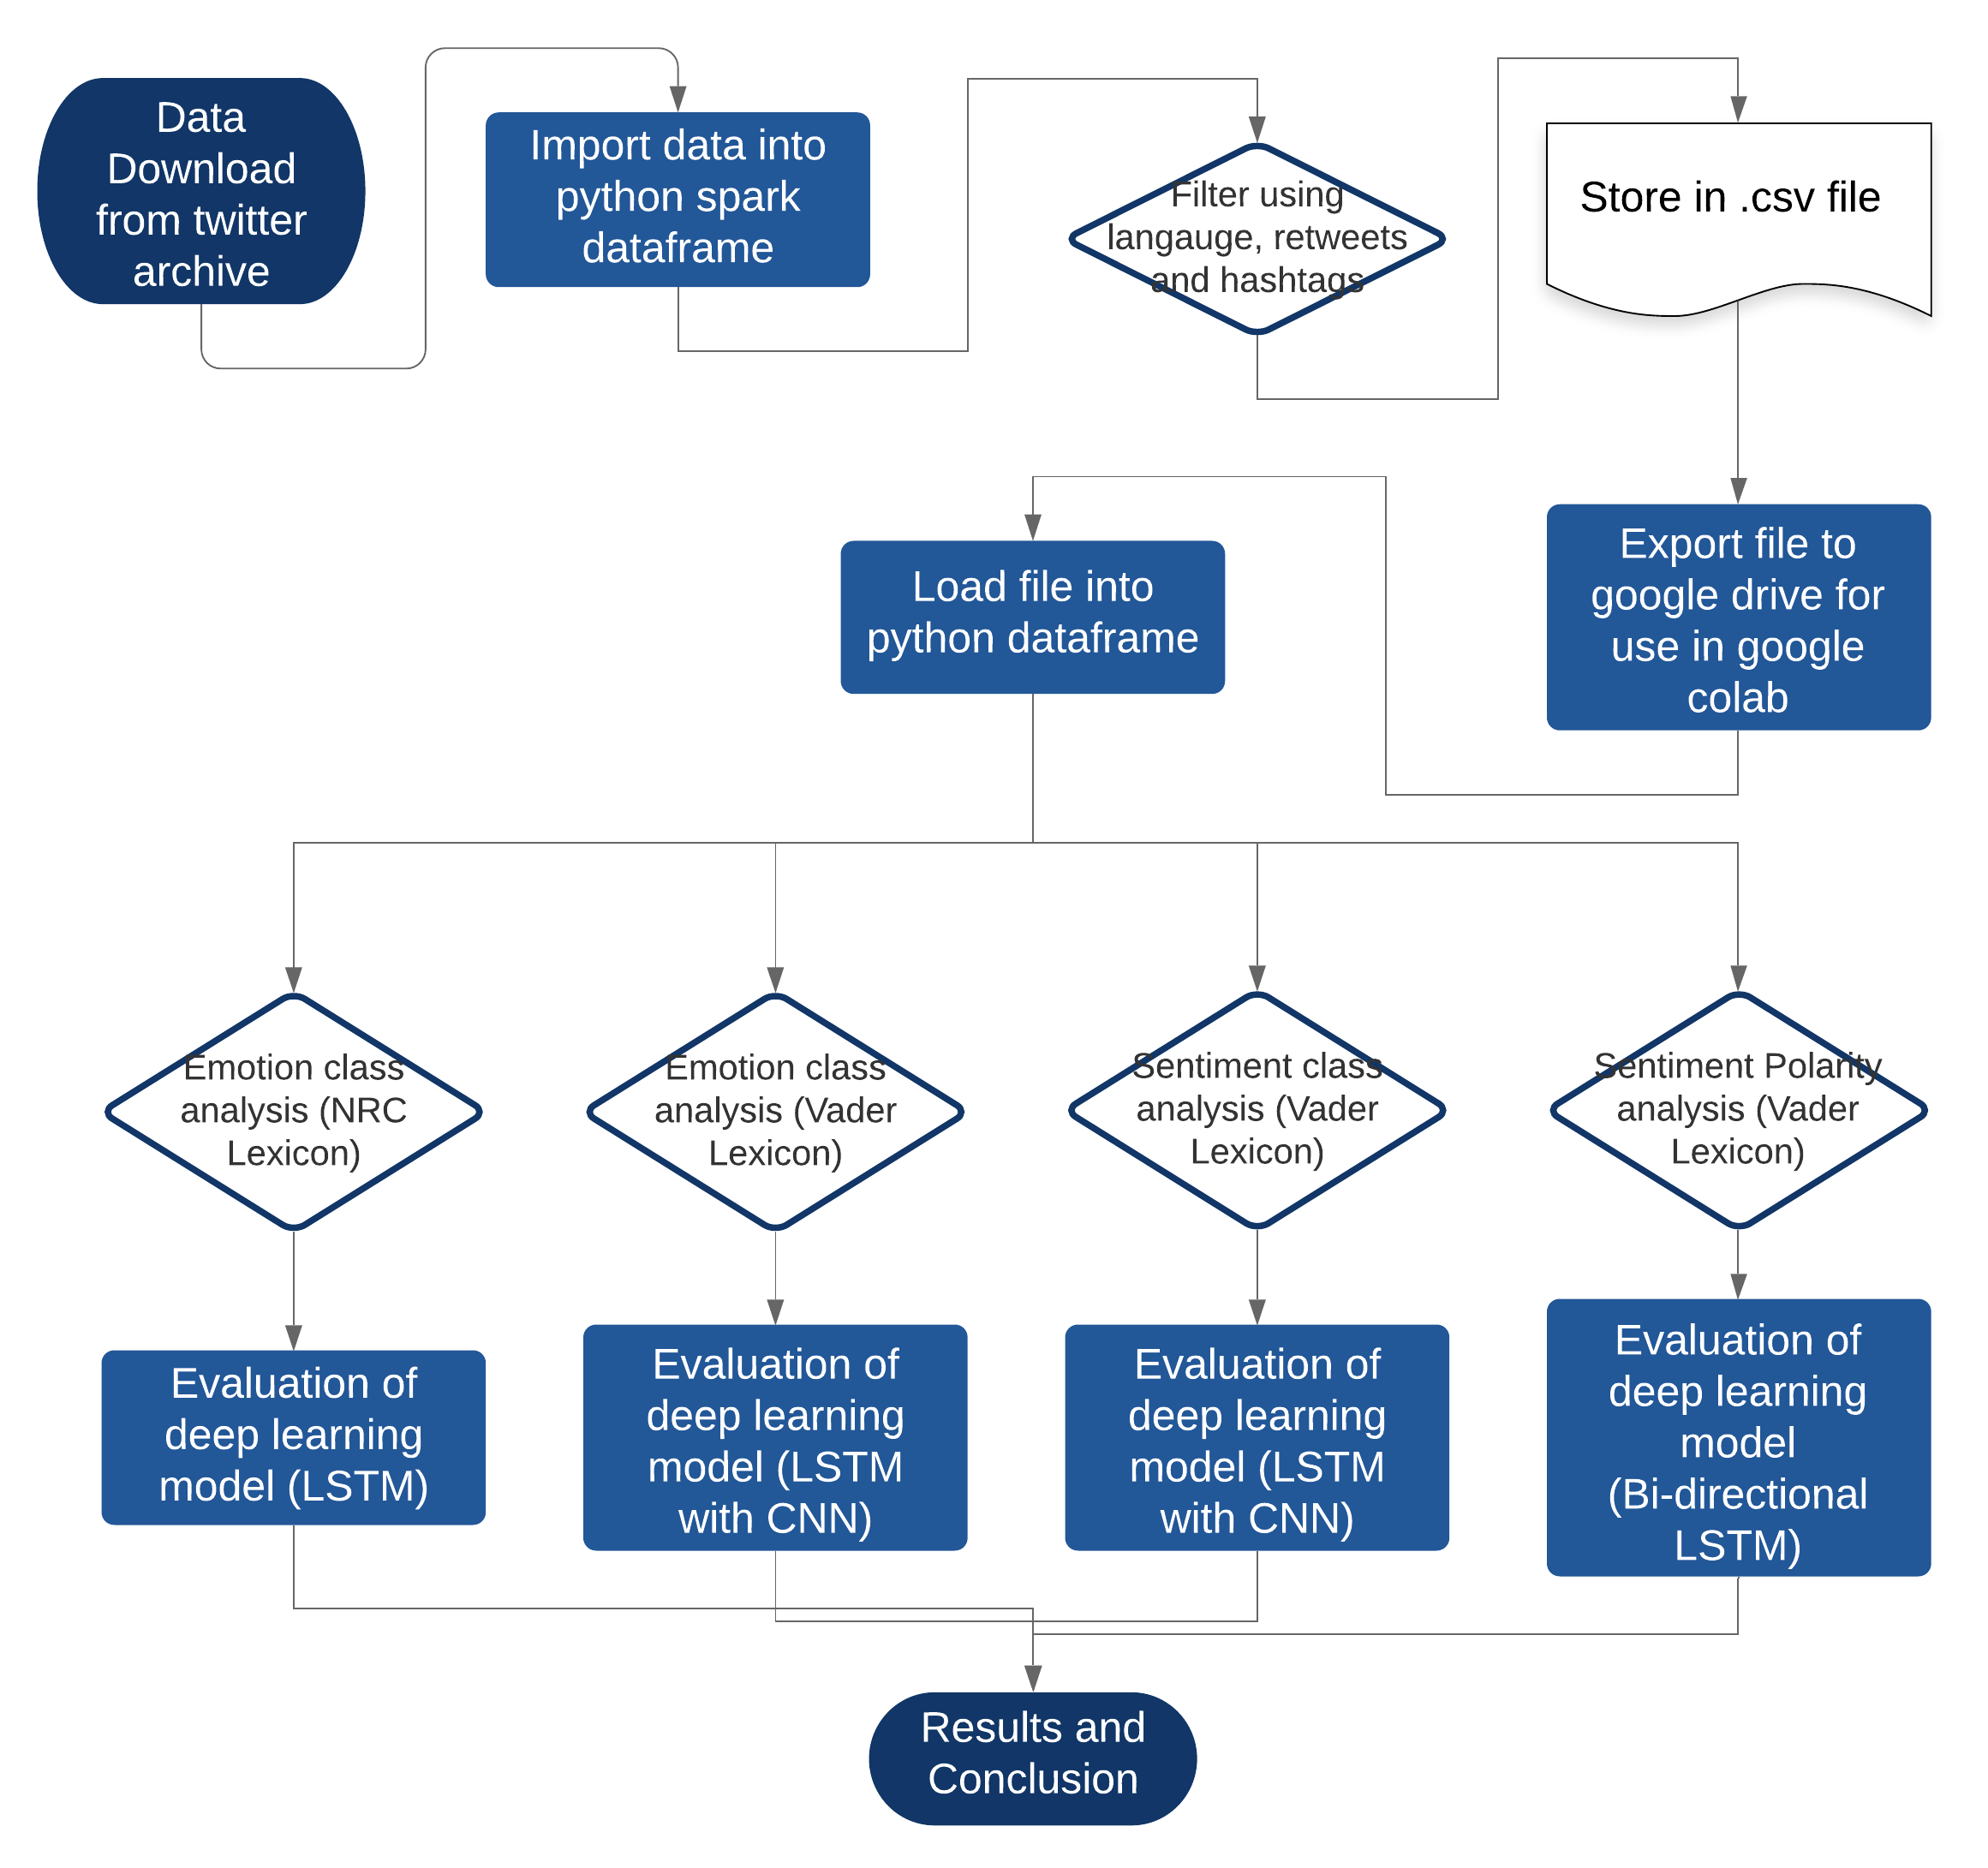 Data
Download
from twitter
archive
Import data into
python spark
dataframe
Filter using
langauge, retweets
and hashtags
Store in .csv file
Export file to
google drive for
use in google
colab
Load file into
python dataframe
Emotion class
analysis (NRC
Lexicon)
Emotion class
analysis (Vader
Lexicon)
Sentiment class
analysis (Vader
Lexicon)
Sentiment Polarity
analysis (Vader
Lexicon)
Evaluation of
deep learning
model (LSTM)
Evaluation of
deep learning
model (LSTM
with CNN)
Evaluation of
deep learning
model (LSTM
with CNN)
Evaluation of
deep learning
model
(Bi-directional
LSTM)
Results and
Conclusion